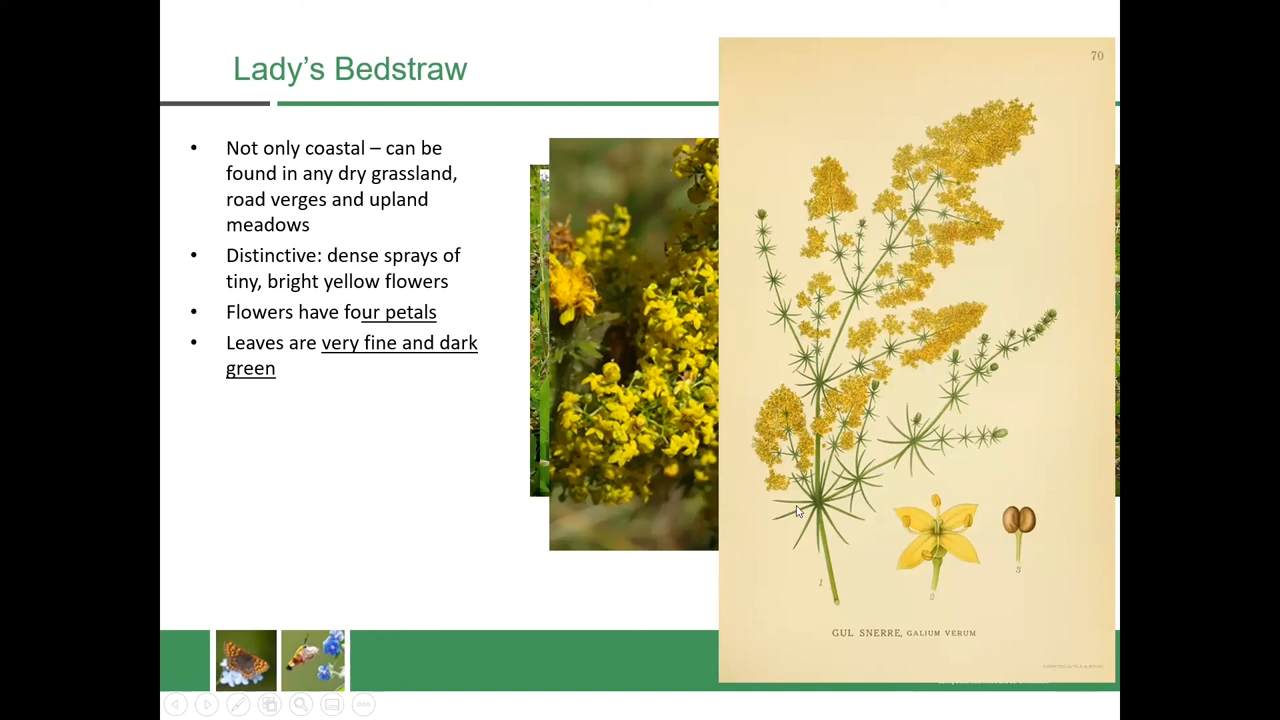 Lady's Bedstraw
• Not only coastal – can be
found in any dry grassland,
road verges and upland
meadows
• Distinctive: dense sprays of
tiny, bright yellow flowers
• Flowers have four petals
• Leaves are very fine and dark
green
70
1
2
3
GUL SNERRE, GALIUM VERUM